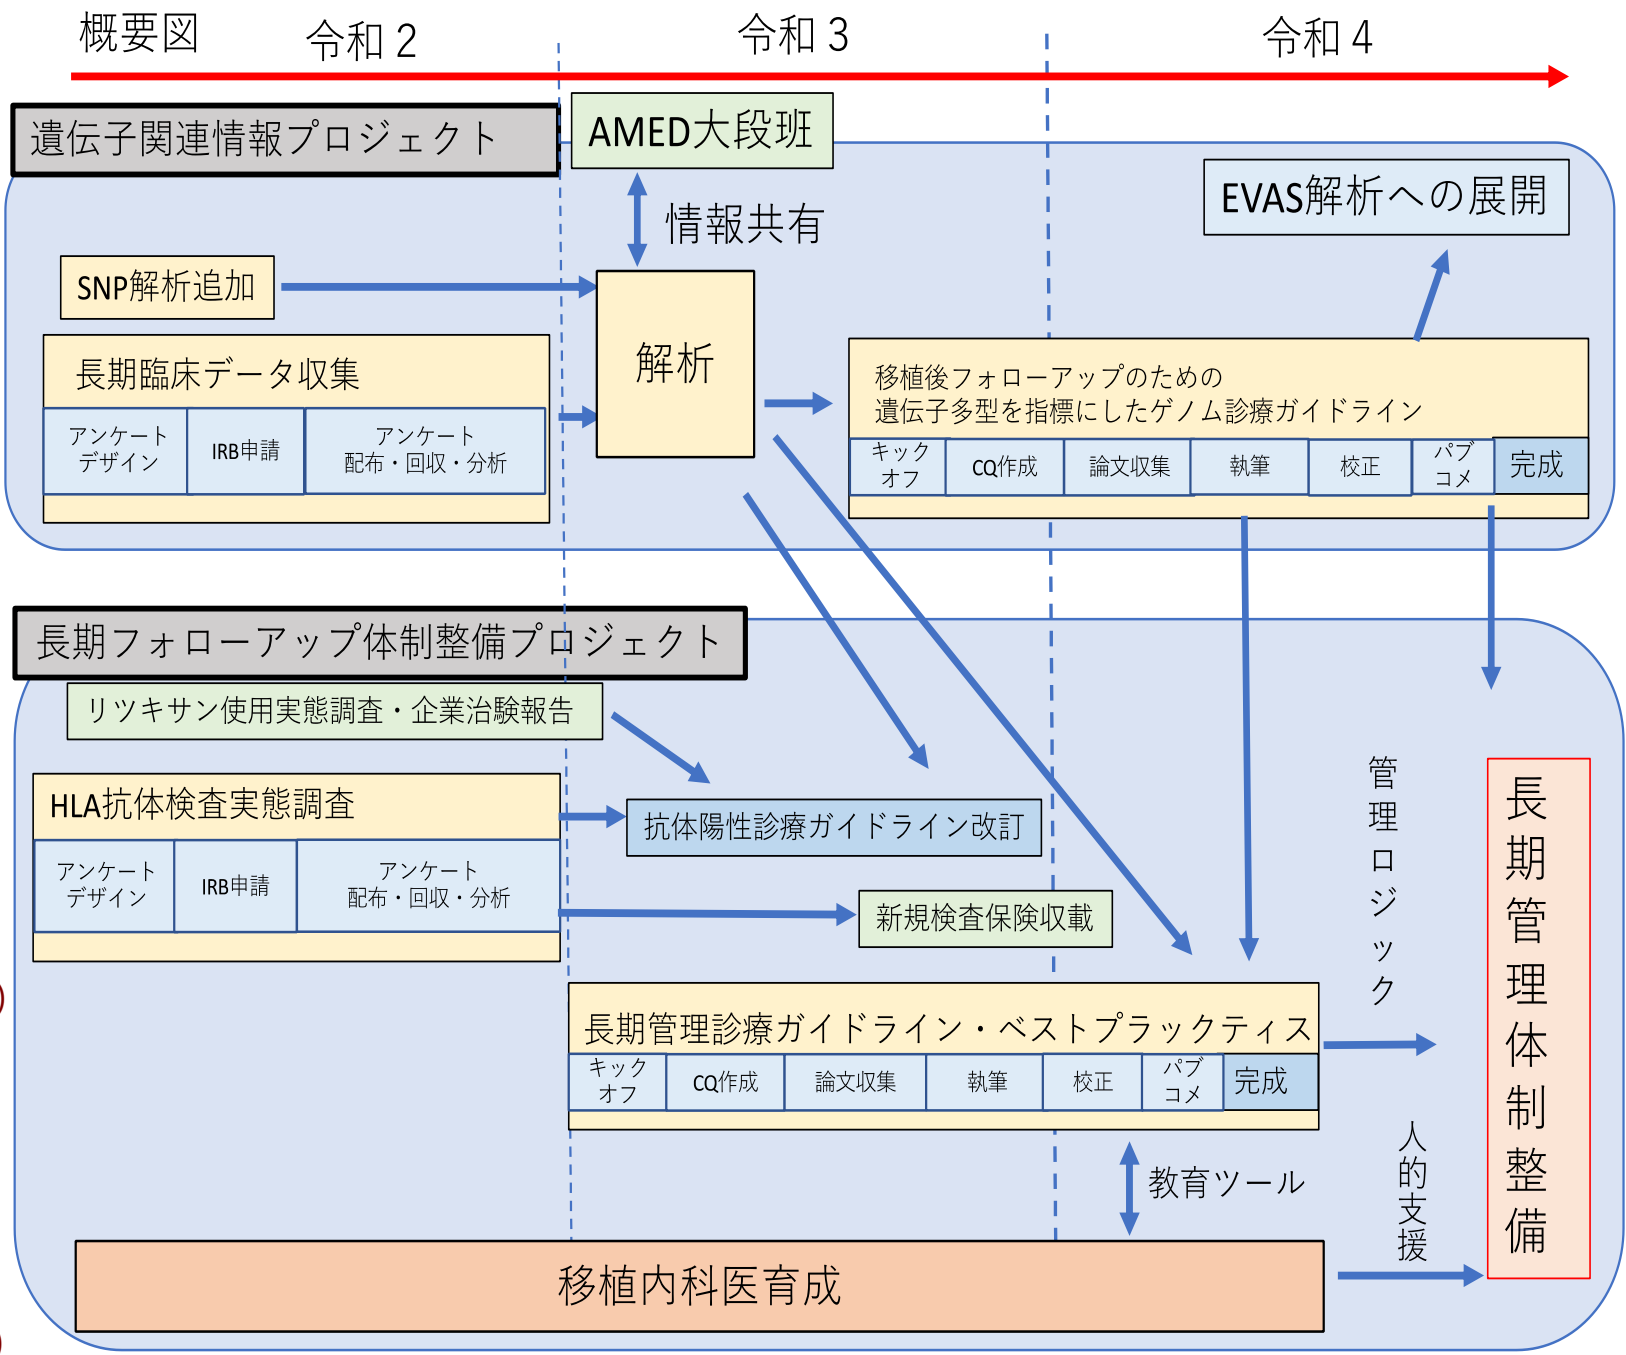 概要図
令和２
令和３
令和４
遺伝子関連情報プロジェクト
AMED大段班
情報共有
EVAS解析への展開
SNP解析追加
解析
長期臨床データ収集
アンケート
デザイン
IRB申請
アンケート
配布・回収・分析
移植後フォローアップのための
遺伝子多型を指標にしたゲノム診療ガイドライン
キック
オフ
CQ作成
論文収集
執筆
校正
パブ
コメ
完成
長期フォローアップ体制整備プロジェクト
リツキサン使用実態調査・企業治験報告
HLA抗体検査実態調査
アンケート
デザイン
IRB申請
アンケート
配布・回収・分析
抗体陽性診療ガイドライン改訂
新規検査保険収載
長期管理診療ガイドライン・ベストプラックティス
キック
オフ
CQ作成
論文収集
執筆
校正
パブ
コメ
完成
管理ロジック
教育ツール
人的支援
移植内科医育成
長期管理体制整備